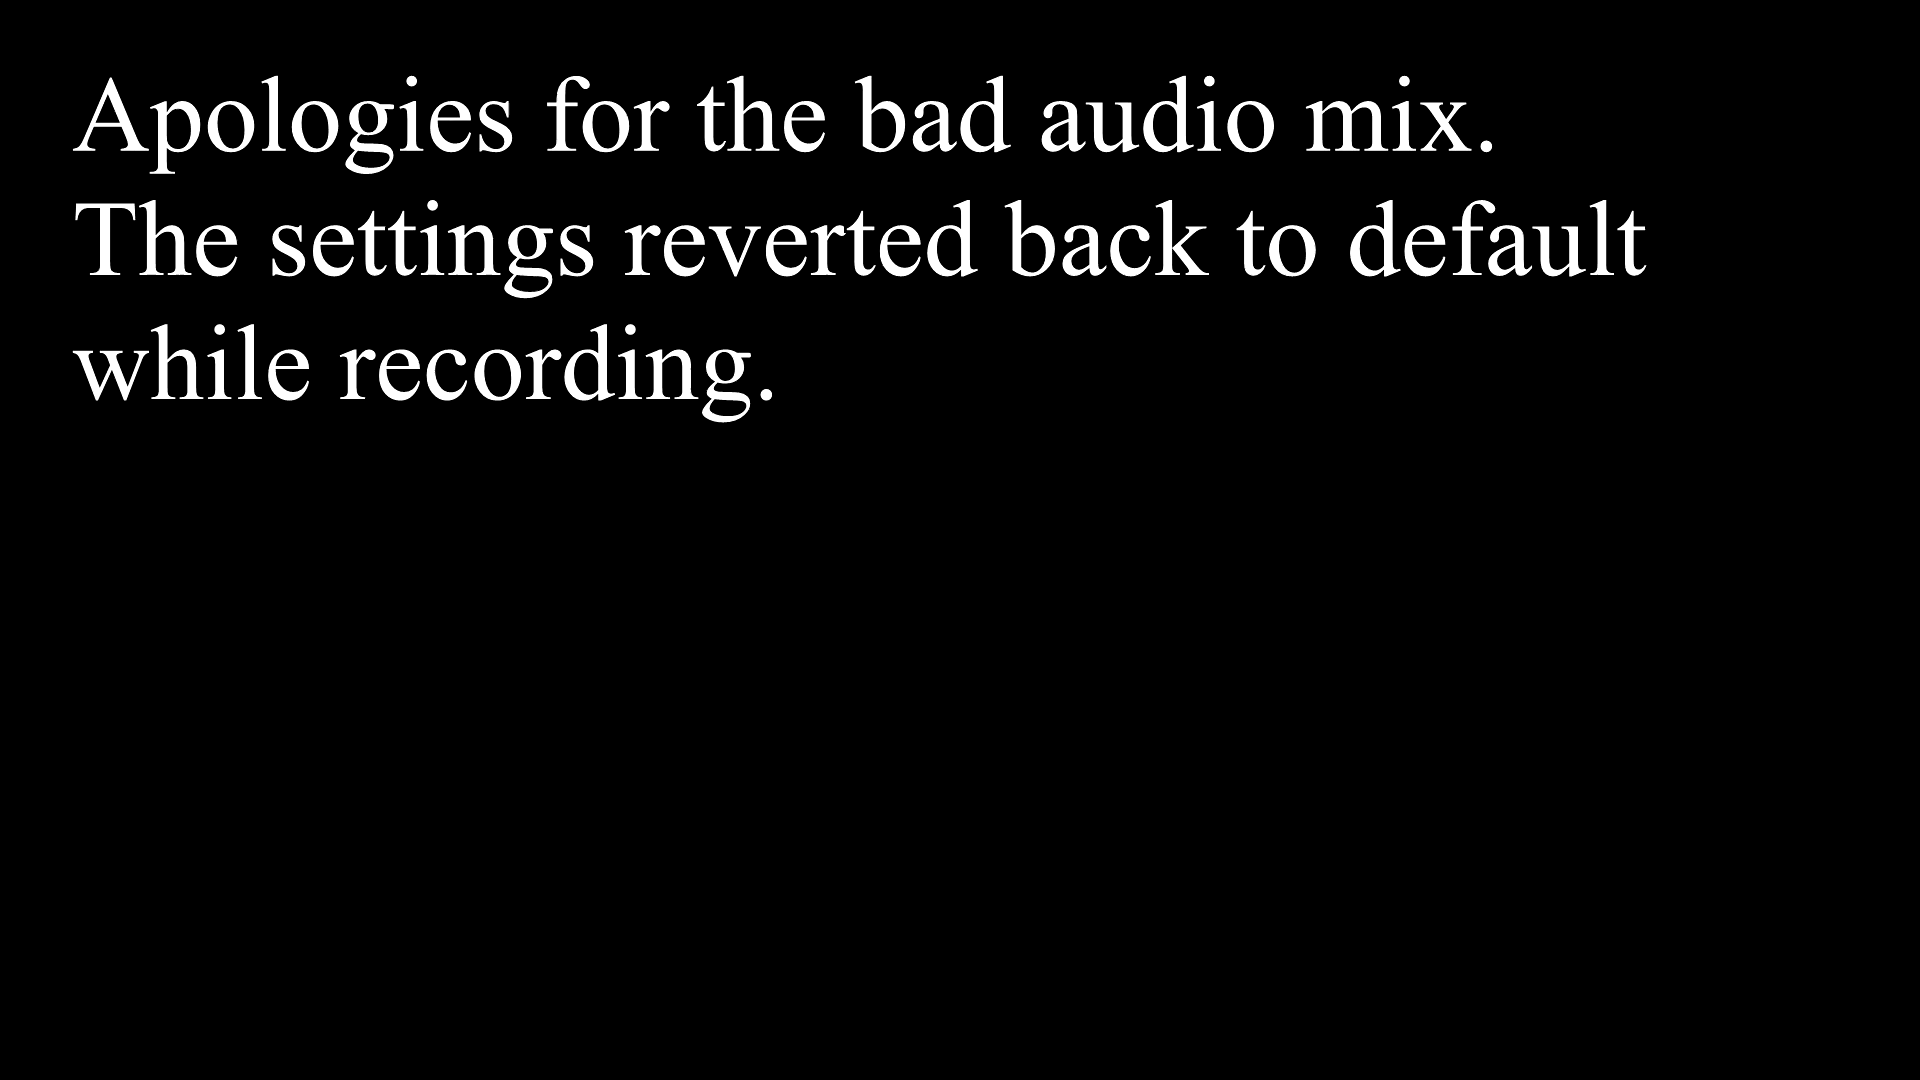 Apologies for the bad audio mix.
The settings reverted back to default
while recording.